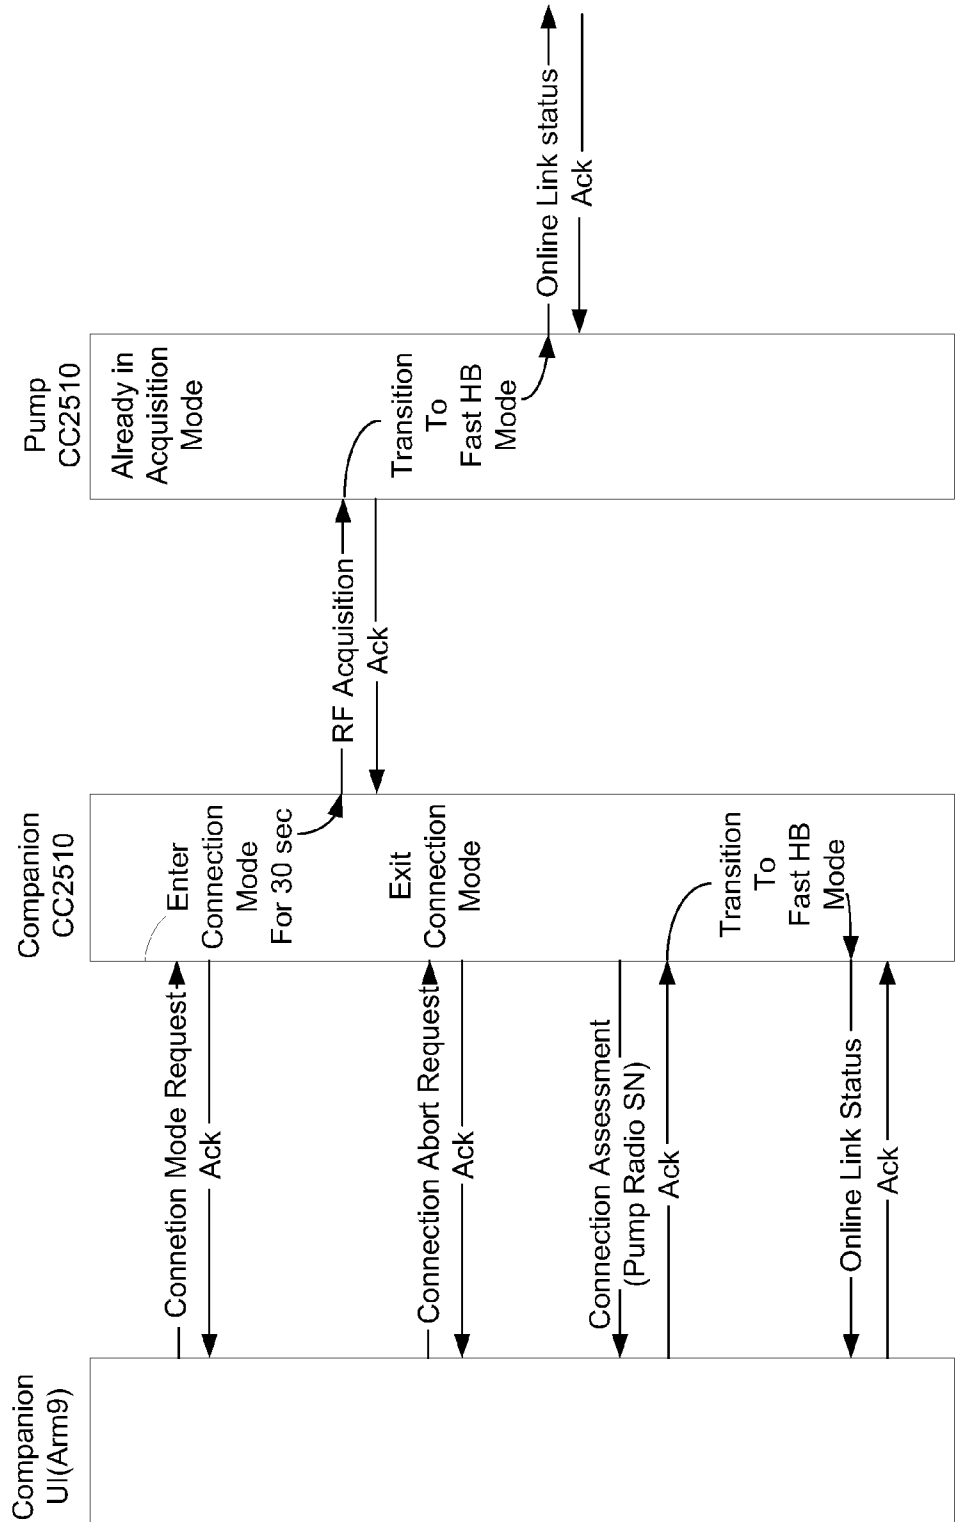 Companion
UI(Arm9)
Companion
CC2510
Pump
CC2510
Connetion Mode Request
Ack
Enter
Connection
Mode
For 30 sec
RF Acquisition
Ack
Already in
Acquisition
Mode
Transition
To
Fast HB
Mode
Online Link status
Ack
Connection Abort Request
Ack
Exit
Connection
Mode
Connection Assessment
(Pump Radio SN)
Ack
Transition
To
Fast HB
Mode
Online Link Status
Ack